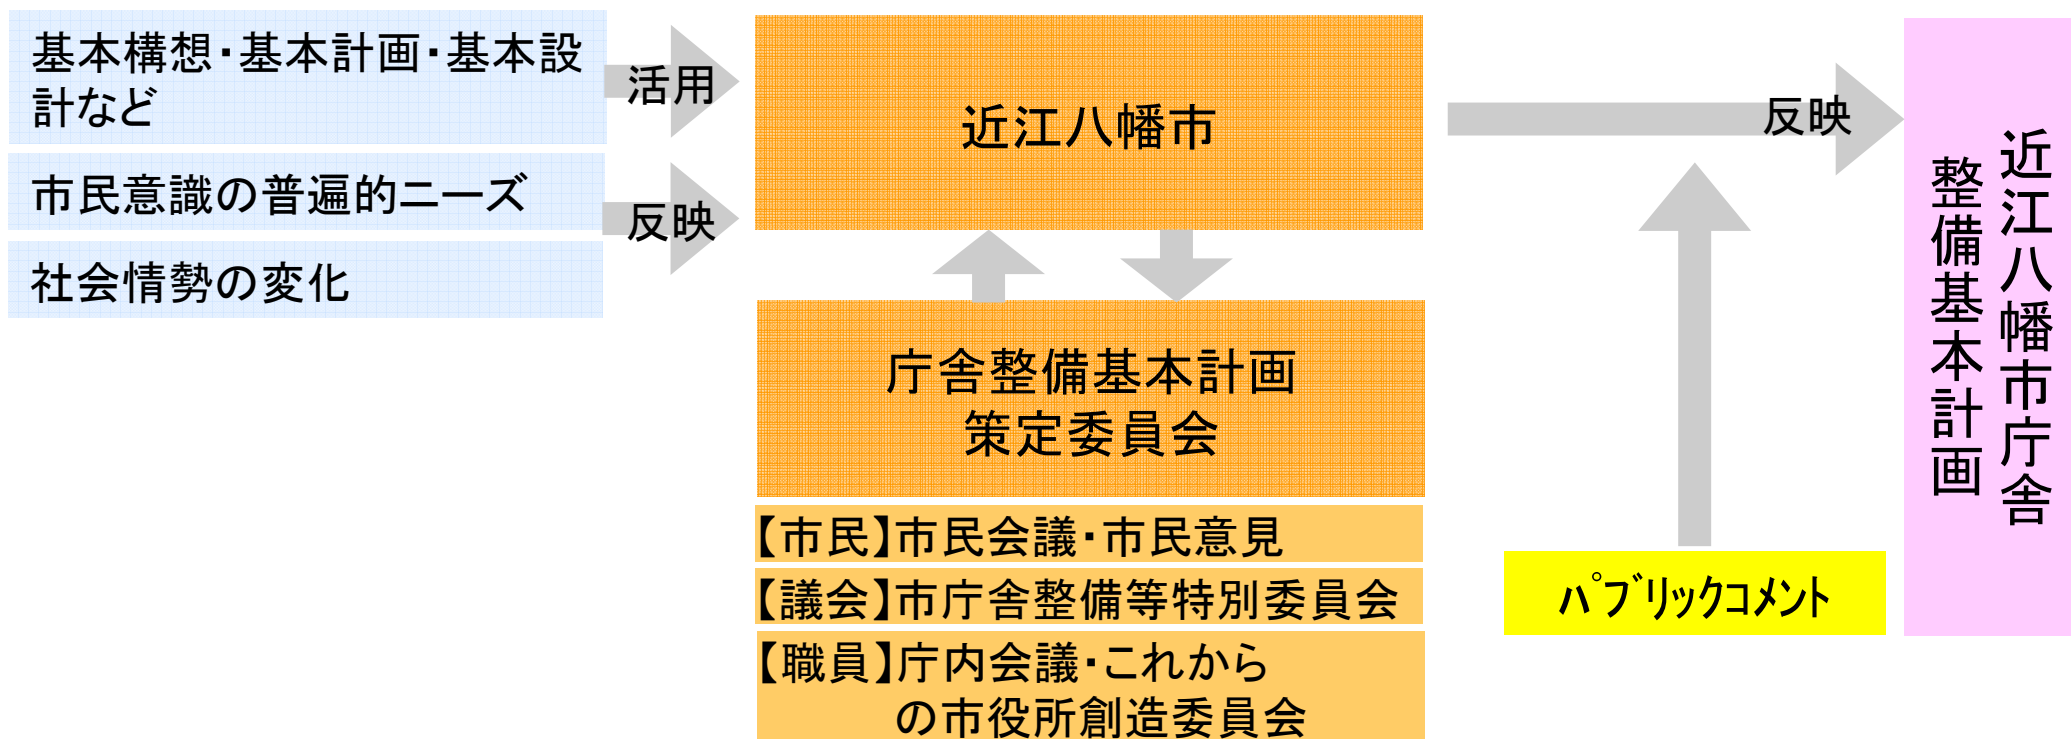 基本構想・基本計画・基本設
計など
活用
市民意識の普遍的ニーズ
反映
社会情勢の変化
近江八幡市
庁舎整備基本計画
策定委員会
【市民】市民会議・市民意見
【議会】市庁舎整備等特別委員会
【職員】庁内会議・これから
の市役所創造委員会
反映
ﾊﾟﾌﾞﾘｯｸｺﾒﾝﾄ
近江八幡市庁舎
整備基本計画